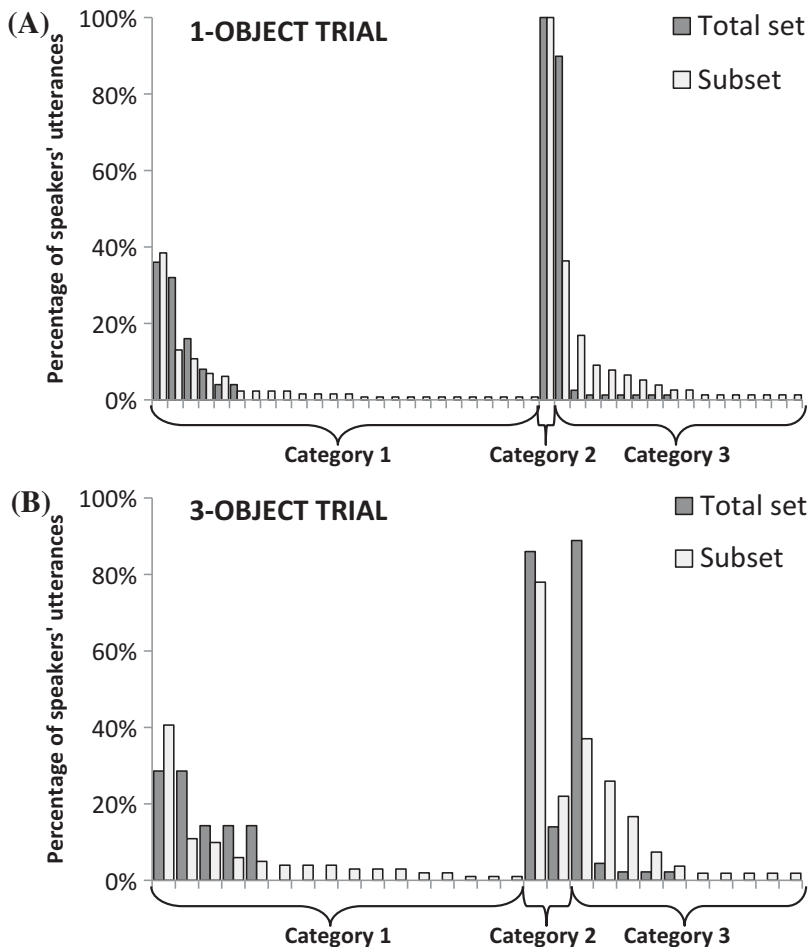 (A)
1-OBJECT TRIAL
Total set
Subset
Percentage of speakers' utterances
100%
80%
60%
40%
20%
0%
Category 1
Category 2
Category 3
(B)
3-OBJECT TRIAL
Total set
Subset
Percentage of speakers' utterances
100%
80%
60%
40%
20%
0%
Category 1
Category 2
Category 3